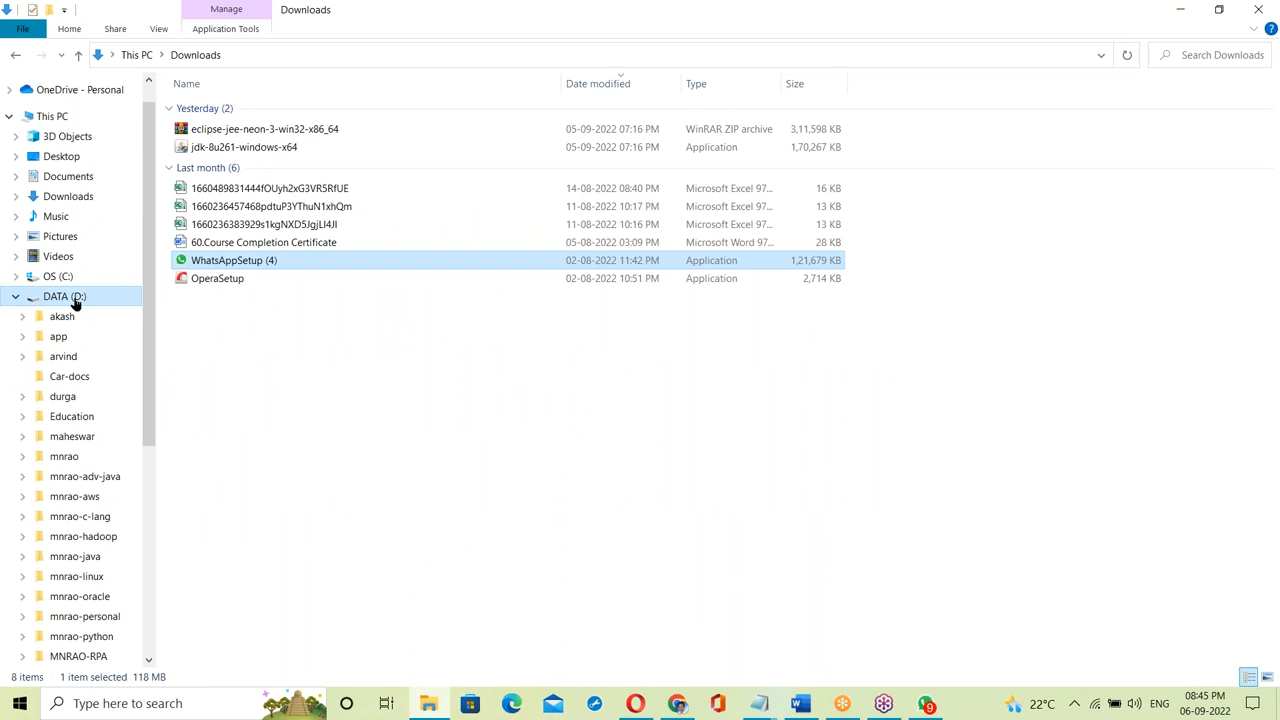 Manage
Downloads
File
Home
Share
View
Application Tools
This PC
Downloads
Search Downloads
Name
Date modified
Type
Size
OneDrive - Personal
This PC
3D Objects
Desktop
Documents
Downloads
Music
Pictures
Videos
OS (C:)
DATA (D:)
akash
app
arvind
Car-docs
durga
Education
maheswar
mnrao
mnrao-adv-java
mnrao-aws
mnrao-c-lang
mnrao-hadoop
mnrao-java
mnrao-linux
mnrao-oracle
mnrao-personal
mnrao-python
MNRAO-RPA
Yesterday (2)
eclipse-jee-neon-3-win32-x86_64 05-09-2022 07:16 PM WinRAR ZIP archive 3,11,598 KB
jdk-8u261-windows-x64 05-09-2022 07:16 PM Application 1,70,267 KB
Last month (6)
1660489831444fOUyh2xG3VR5RfUE 14-08-2022 08:40 PM Microsoft Excel 97... 16 KB
1660236457468pdtuP3YThuN1xhQm 11-08-2022 10:17 PM Microsoft Excel 97... 13 KB
1660236383929s1kgNXD5JgjLl4Jl 11-08-2022 10:16 PM Microsoft Excel 97... 13 KB
60.Course Completion Certificate 05-08-2022 03:09 PM Microsoft Word 97... 28 KB
WhatsAppSetup (4) 02-08-2022 11:42 PM Application 1,21,679 KB
OperaSetup 02-08-2022 10:51 PM Application 2,714 KB
8 items 1 item selected 118 MB
Type here to search
9
22°C
ENG
08:45 PM
06-09-2022